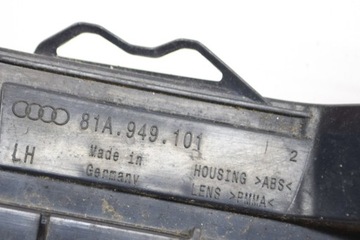 81A.949.101
LH
Made in
Germany
HOUSING >ABS<
LENS >PMMA<
2